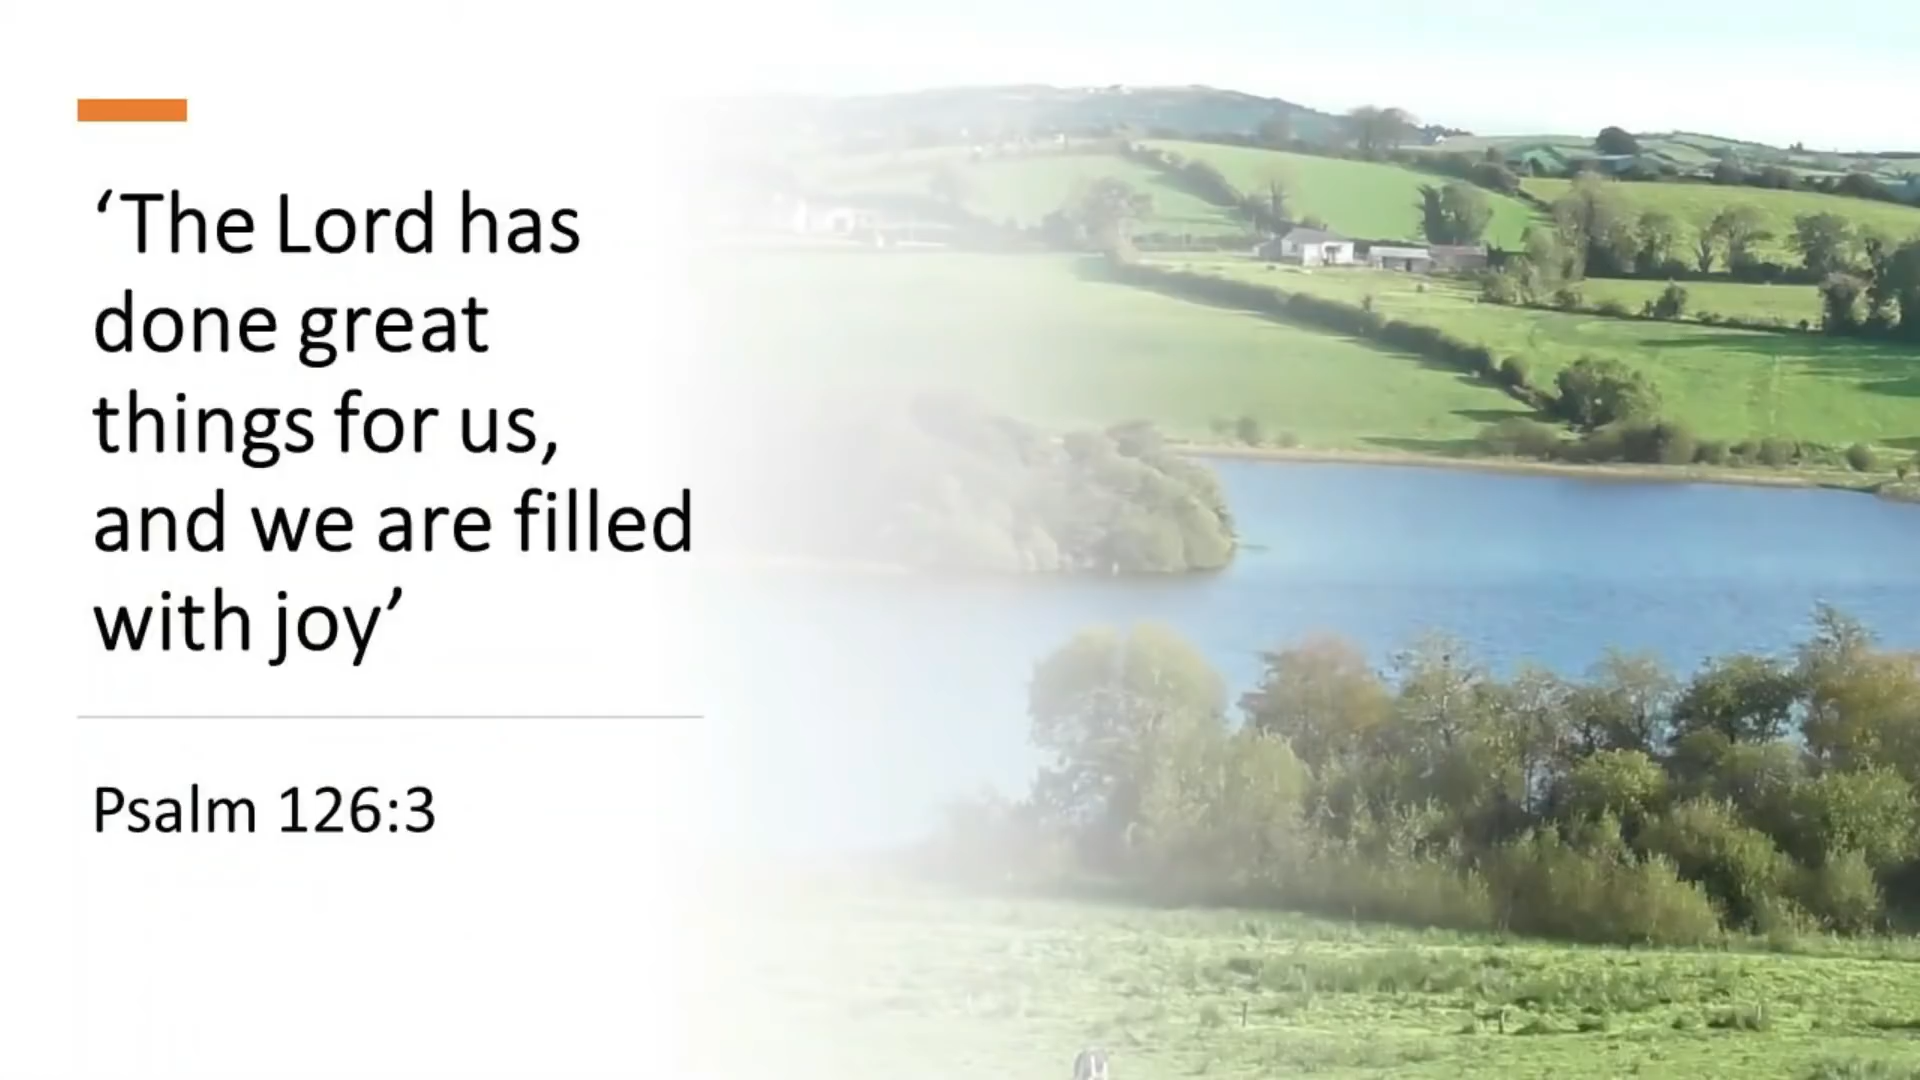 ‘The Lord has
done great
things for us,
and we are filled
with joy’
Psalm 126:3